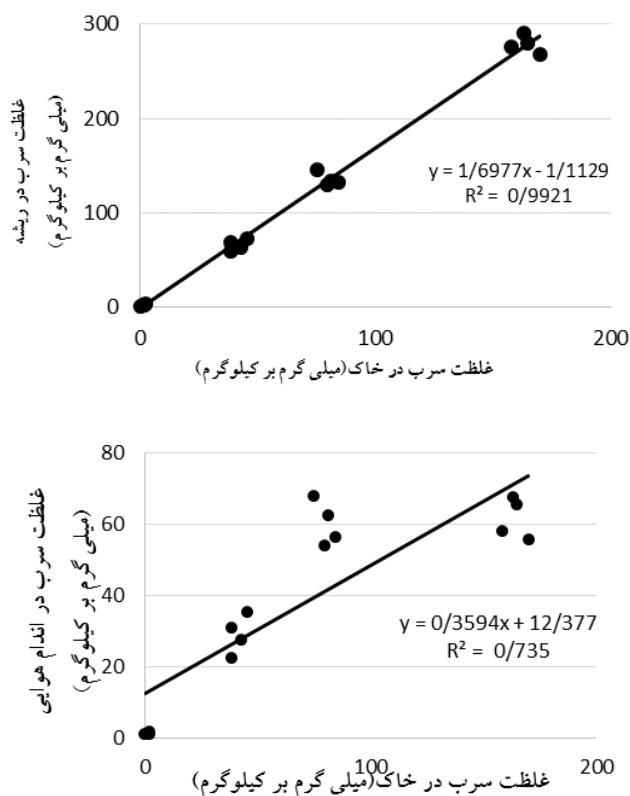 غلظت سرب در ریشه
(میلی گرم بر کیلوگرم)
300
200
100
0
y = 1/6977x - 1/1129
R² = 0/9921
0 100 200
غلظت سرب در خاک(میلی گرم بر کیلوگرم)
غلظت سرب در اندام هوایی
(میلی گرم بر کیلوگرم)
80
60
40
20
0
y = 0/3594x + 12/377
R² = 0/735
0 100 200
غلظت سرب در خاک(میلی گرم بر کیلوگرم)